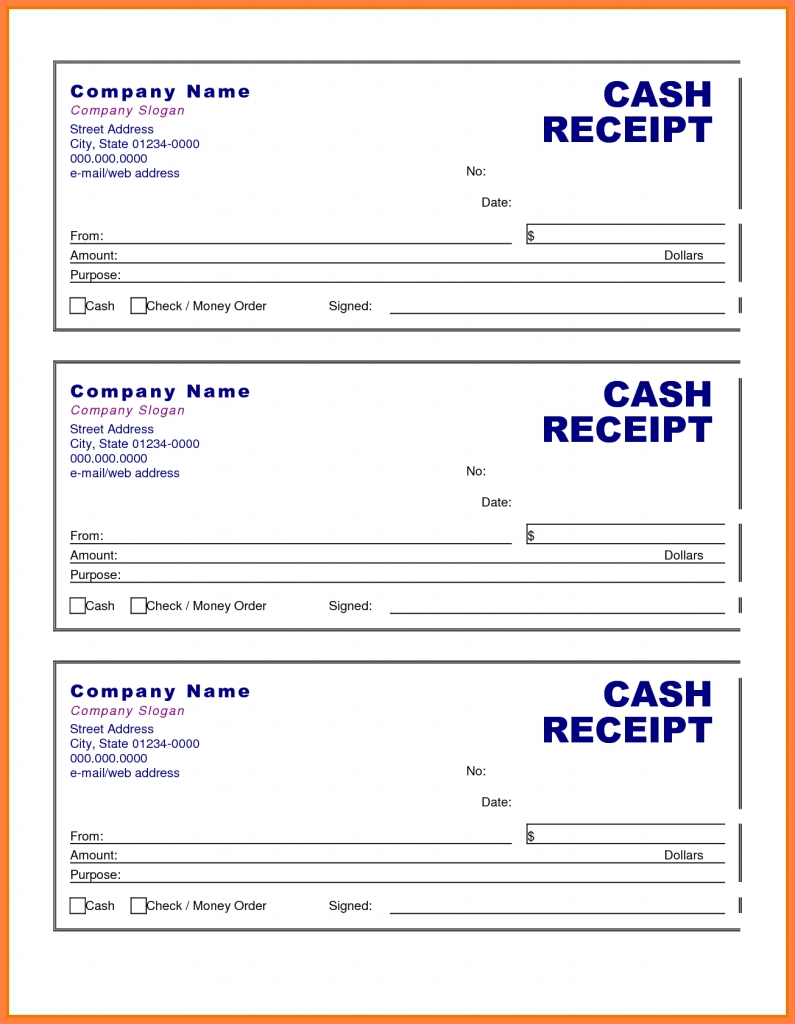 Company Name
CASH
Company Slogan
RECEIPT
Street Address
City, State 01234-0000
000.000.0000
e-mail/web address
No:
Date:
From:
$
Amount: Dollars
Purpose:
Cash Check / Money Order Signed:
Company Name
CASH
Company Slogan
RECEIPT
Street Address
City, State 01234-0000
000.000.0000
e-mail/web address
No:
Date:
From:
$
Amount: Dollars
Purpose:
Cash Check / Money Order Signed:
Company Name
CASH
Company Slogan
RECEIPT
Street Address
City, State 01234-0000
000.000.0000
e-mail/web address
No:
Date:
From:
$
Amount: Dollars
Purpose:
Cash Check / Money Order Signed: